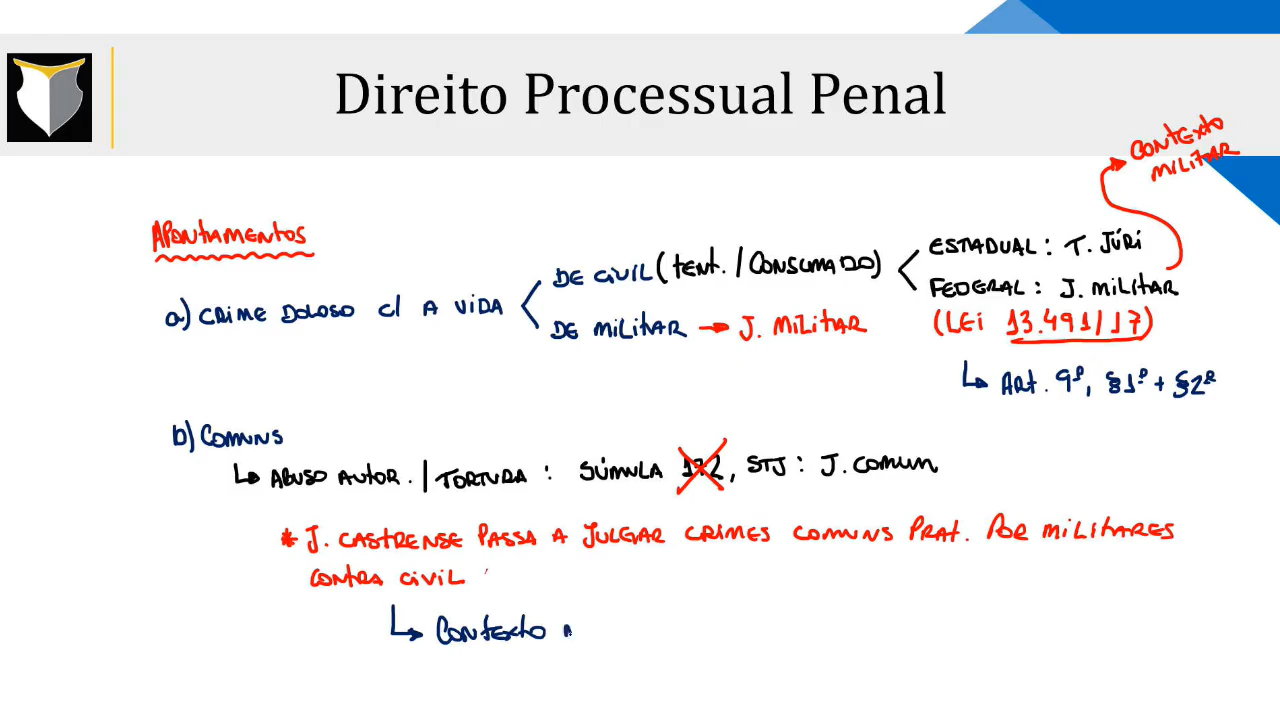 Direito Processual Penal
CONTEXTO
MILITAR
APONTAMENTOS
ESTADUAL: T. JÚRI
DE CIVIL (TENT. / CONSUMADO)
FEDERAL: J. MILITAR
a) CRIME DOLOSO c/ A VIDA
DE MILITAR → J. MILITAR
(LEI 13.491/17)
↳ ART. 9º, §1º + §2º
b) COMUNS
↳ ABUSO AUTOR. / TORTURA: SÚMULA 172, STJ: J. COMUM
* J. CASTRENSE PASSA A JULGAR CRIMES COMUNS PRAT. POR MILITARES
CONTRA CIVIL
↳ CONTEXTO